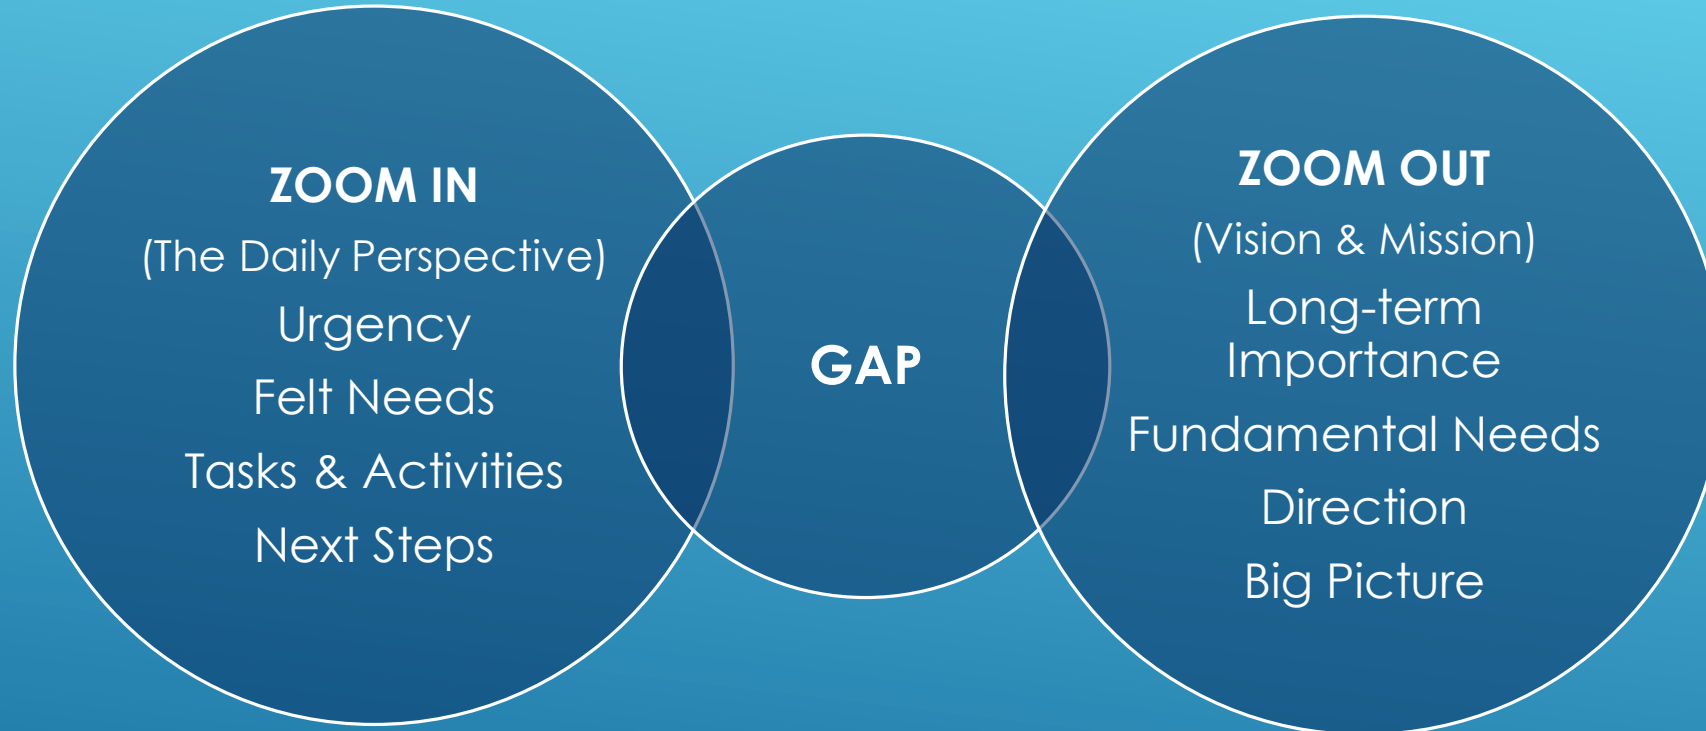 ZOOM IN
(The Daily Perspective)
Urgency
Felt Needs
Tasks & Activities
Next Steps
GAP
ZOOM OUT
(Vision & Mission)
Long-term
Importance
Fundamental Needs
Direction
Big Picture